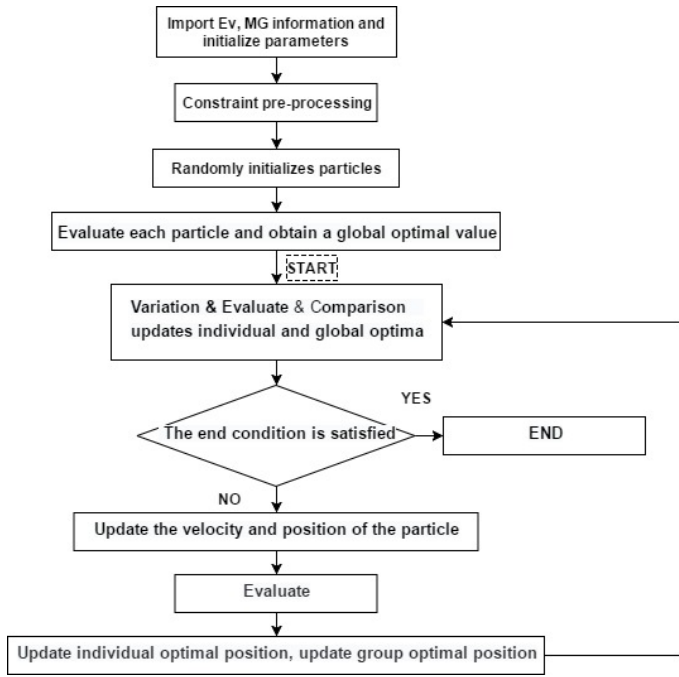 Import Ev, MG information and
initialize parameters
Constraint pre-processing
Randomly initializes particles
Evaluate each particle and obtain a global optimal value
START
Variation & Evaluate & Comparison
updates individual and global optima
YES
The end condition is satisfied
END
NO
Update the velocity and position of the particle
Evaluate
Update individual optimal position, update group optimal position